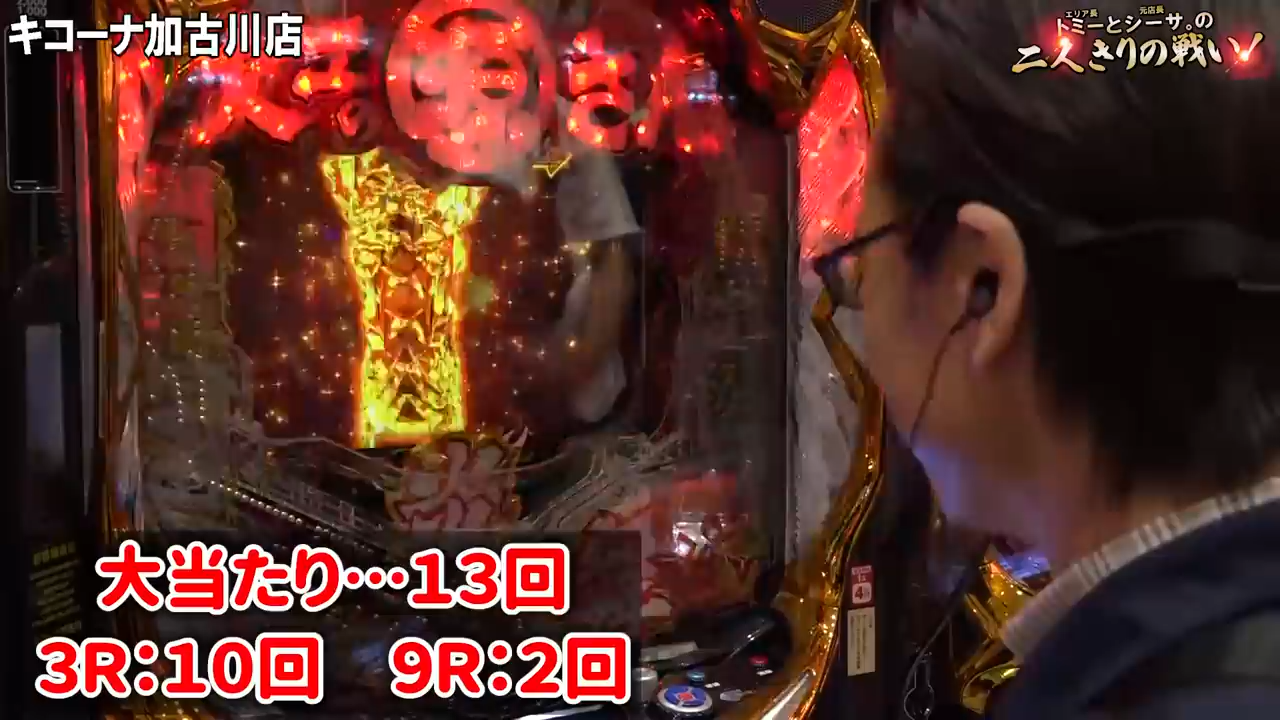 キコーナ加古川店
エリア長 元店長
トミーとシーサ。の
二人きりの戦いV
大当たり…13回
3R:10回 9R:2回